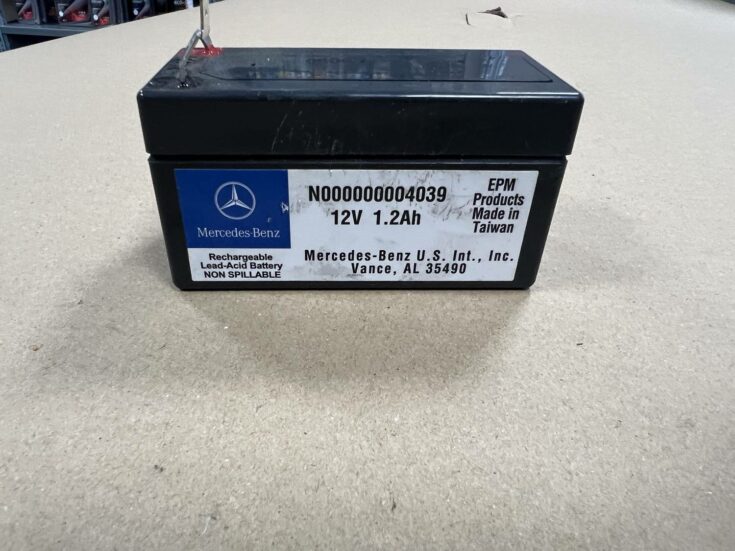 N000000004039
12V 1.2Ah
EPM
Products
Made in
Taiwan
Mercedes-Benz
Rechargeable
Lead-Acid Battery
NON SPILLABLE
Mercedes-Benz U.S. Int., Inc.
Vance, AL 35490